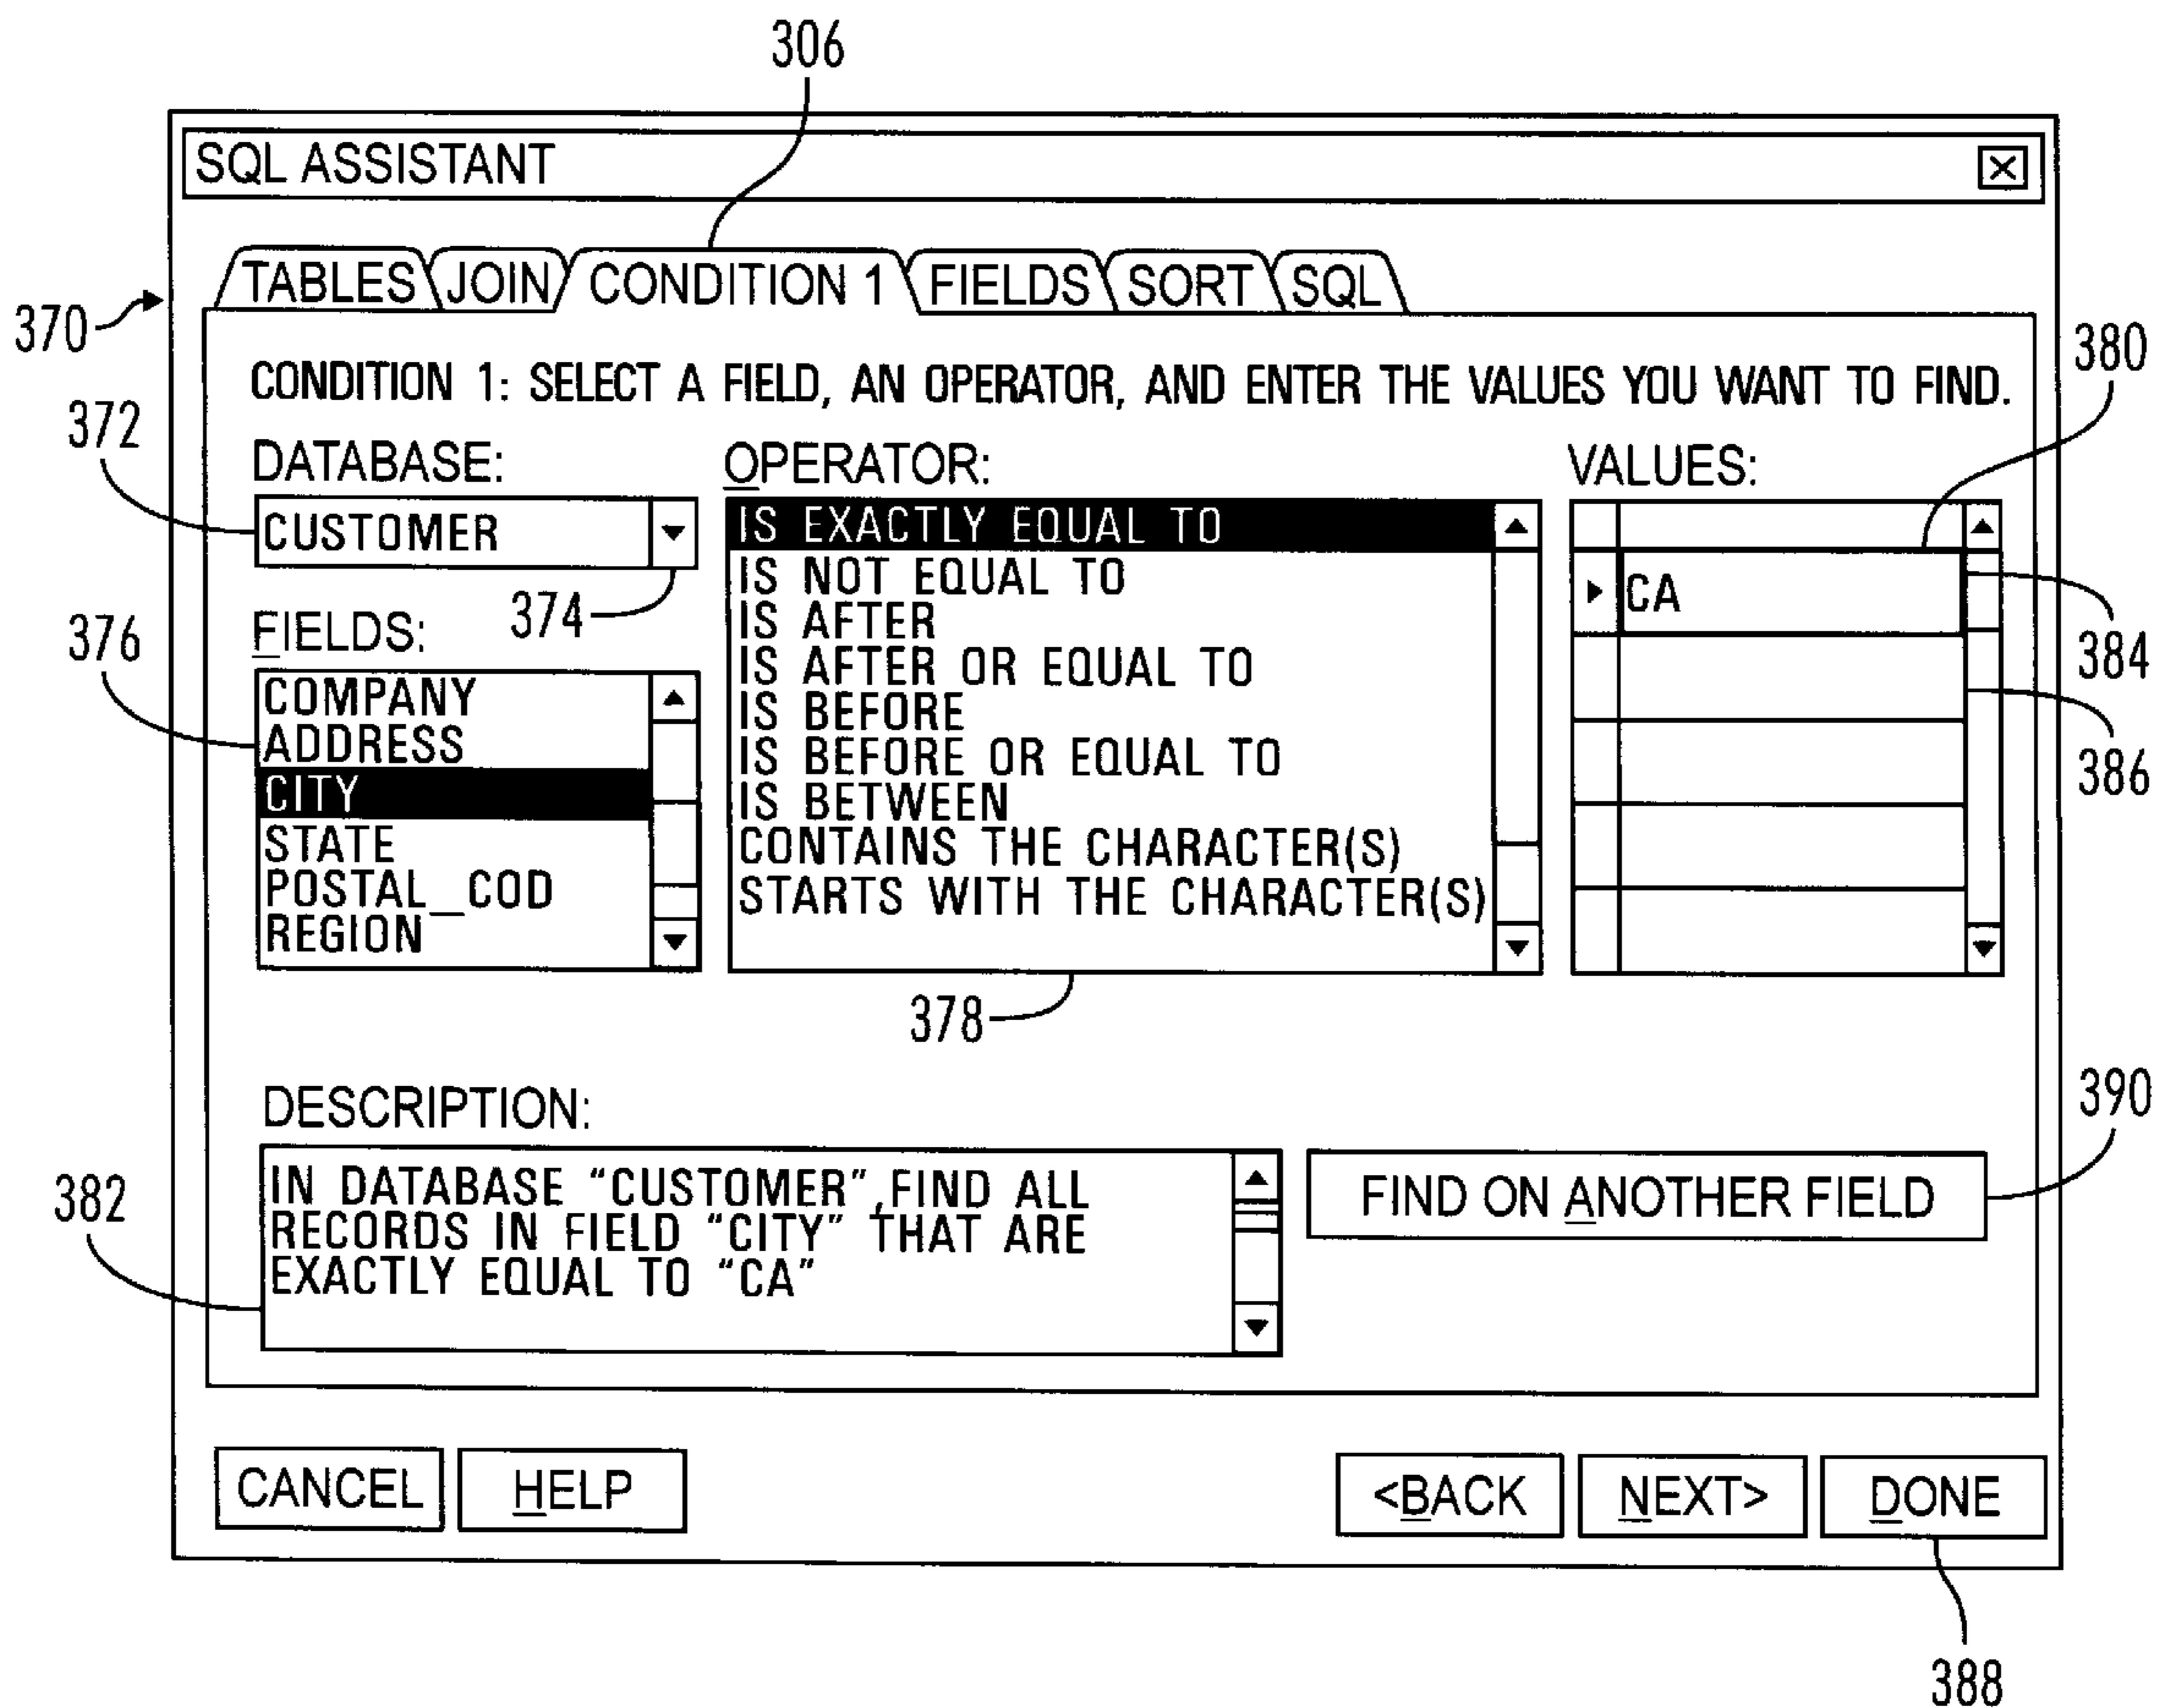 306
SQL ASSISTANT
TABLES JOIN CONDITION 1 FIELDS SORT SQL
370
CONDITION 1: SELECT A FIELD, AN OPERATOR, AND ENTER THE VALUES YOU WANT TO FIND.
380
372
DATABASE:
CUSTOMER
374
376
FIELDS:
COMPANY
ADDRESS
CITY
STATE
POSTAL_COD
REGION
OPERATOR:
IS EXACTLY EQUAL TO
IS NOT EQUAL TO
IS AFTER
IS AFTER OR EQUAL TO
IS BEFORE
IS BEFORE OR EQUAL TO
IS BETWEEN
CONTAINS THE CHARACTER(S)
STARTS WITH THE CHARACTER(S)
378
VALUES:
CA
384
386
DESCRIPTION:
382
IN DATABASE “CUSTOMER”,FIND ALL
RECORDS IN FIELD “CITY” THAT ARE
EXACTLY EQUAL TO “CA”
FIND ON ANOTHER FIELD
390
CANCEL HELP <BACK NEXT> DONE
388